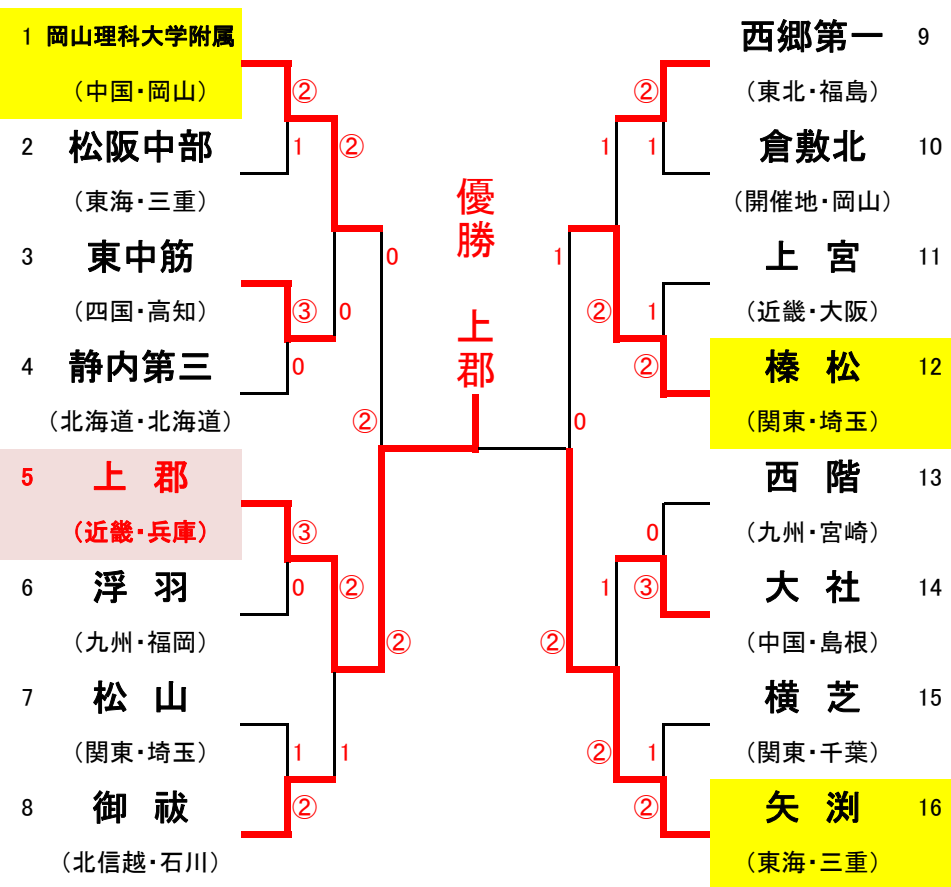 1 岡山理科大学附属
（中国・岡山）
②
2 松阪中部
1
②
（東海・三重）
3 東中筋
0
（四国・高知）
③
0
4 静内第三
0
（北海道・北海道）
②
5 上 郡
（近畿・兵庫）
③
6 浮 羽
0
②
（九州・福岡）
②
7 松 山
（関東・埼玉）
1
1
8 御 祓
②
（北信越・石川）
優勝
上郡
西郷第一 9
②
（東北・福島）
1
1
倉敷北 10
（開催地・岡山）
1
上 宮 11
②
1
（近畿・大阪）
②
榛 松 12
0
（関東・埼玉）
西 階 13
0
（九州・宮崎）
1
③
大 社 14
②
（中国・島根）
横 芝 15
②
1
（関東・千葉）
②
矢 渕 16
（東海・三重）